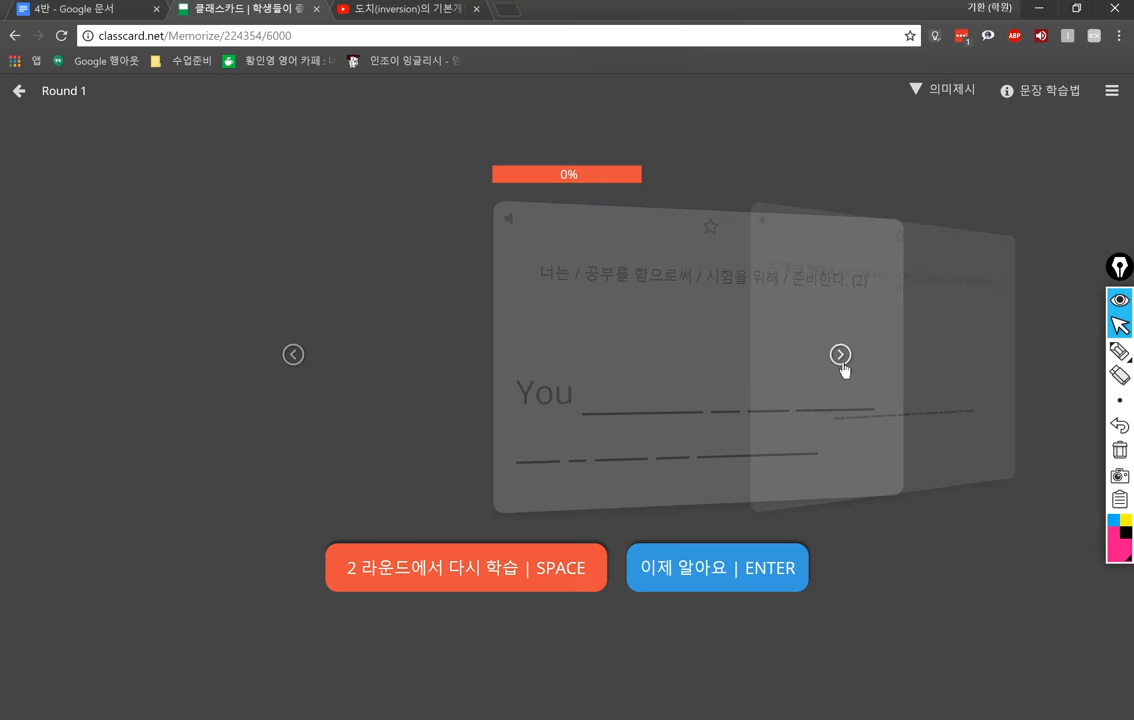 4반 - Google 문서
클래스카드 | 학생들이 즐
도치(inversion)의 기본개
기환 (학원)
classcard.net/Memorize/224354/6000
앱
Google 행아웃
수업준비
황인영 영어 카페 : 네
인조이 잉글리시 - 영
Round 1
의미제시
문장 학습법
0%
너는 / 공부를 함으로써 / 시험을 위해 / 준비한다. (2)
You
2 라운드에서 다시 학습 | SPACE
이제 알아요 | ENTER